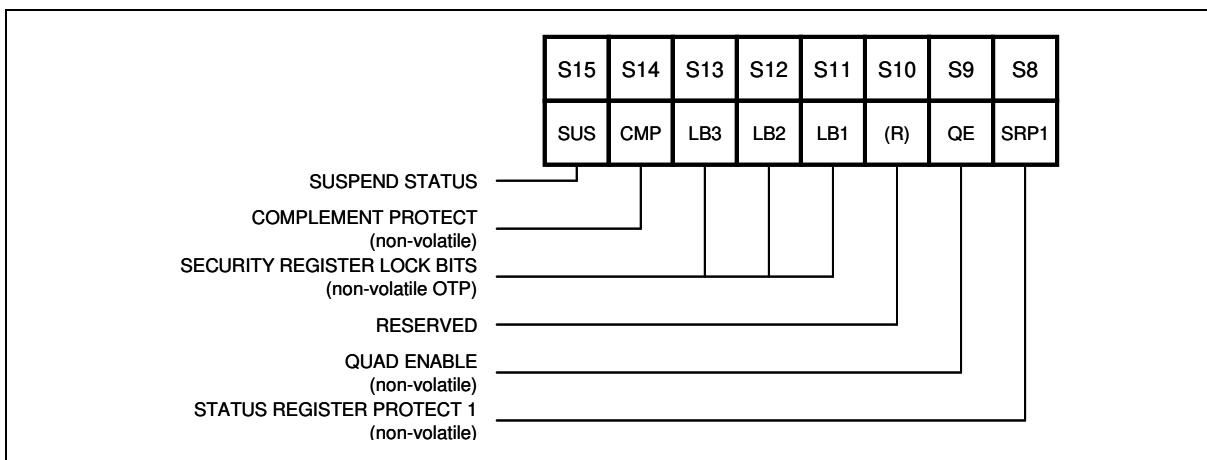 S15 S14 S13 S12 S11 S10 S9 S8
SUS CMP LB3 LB2 LB1 (R) QE SRP1
SUSPEND STATUS
COMPLEMENT PROTECT
(non-volatile)
SECURITY REGISTER LOCK BITS
(non-volatile OTP)
RESERVED
QUAD ENABLE
(non-volatile)
STATUS REGISTER PROTECT 1
(non-volatile)